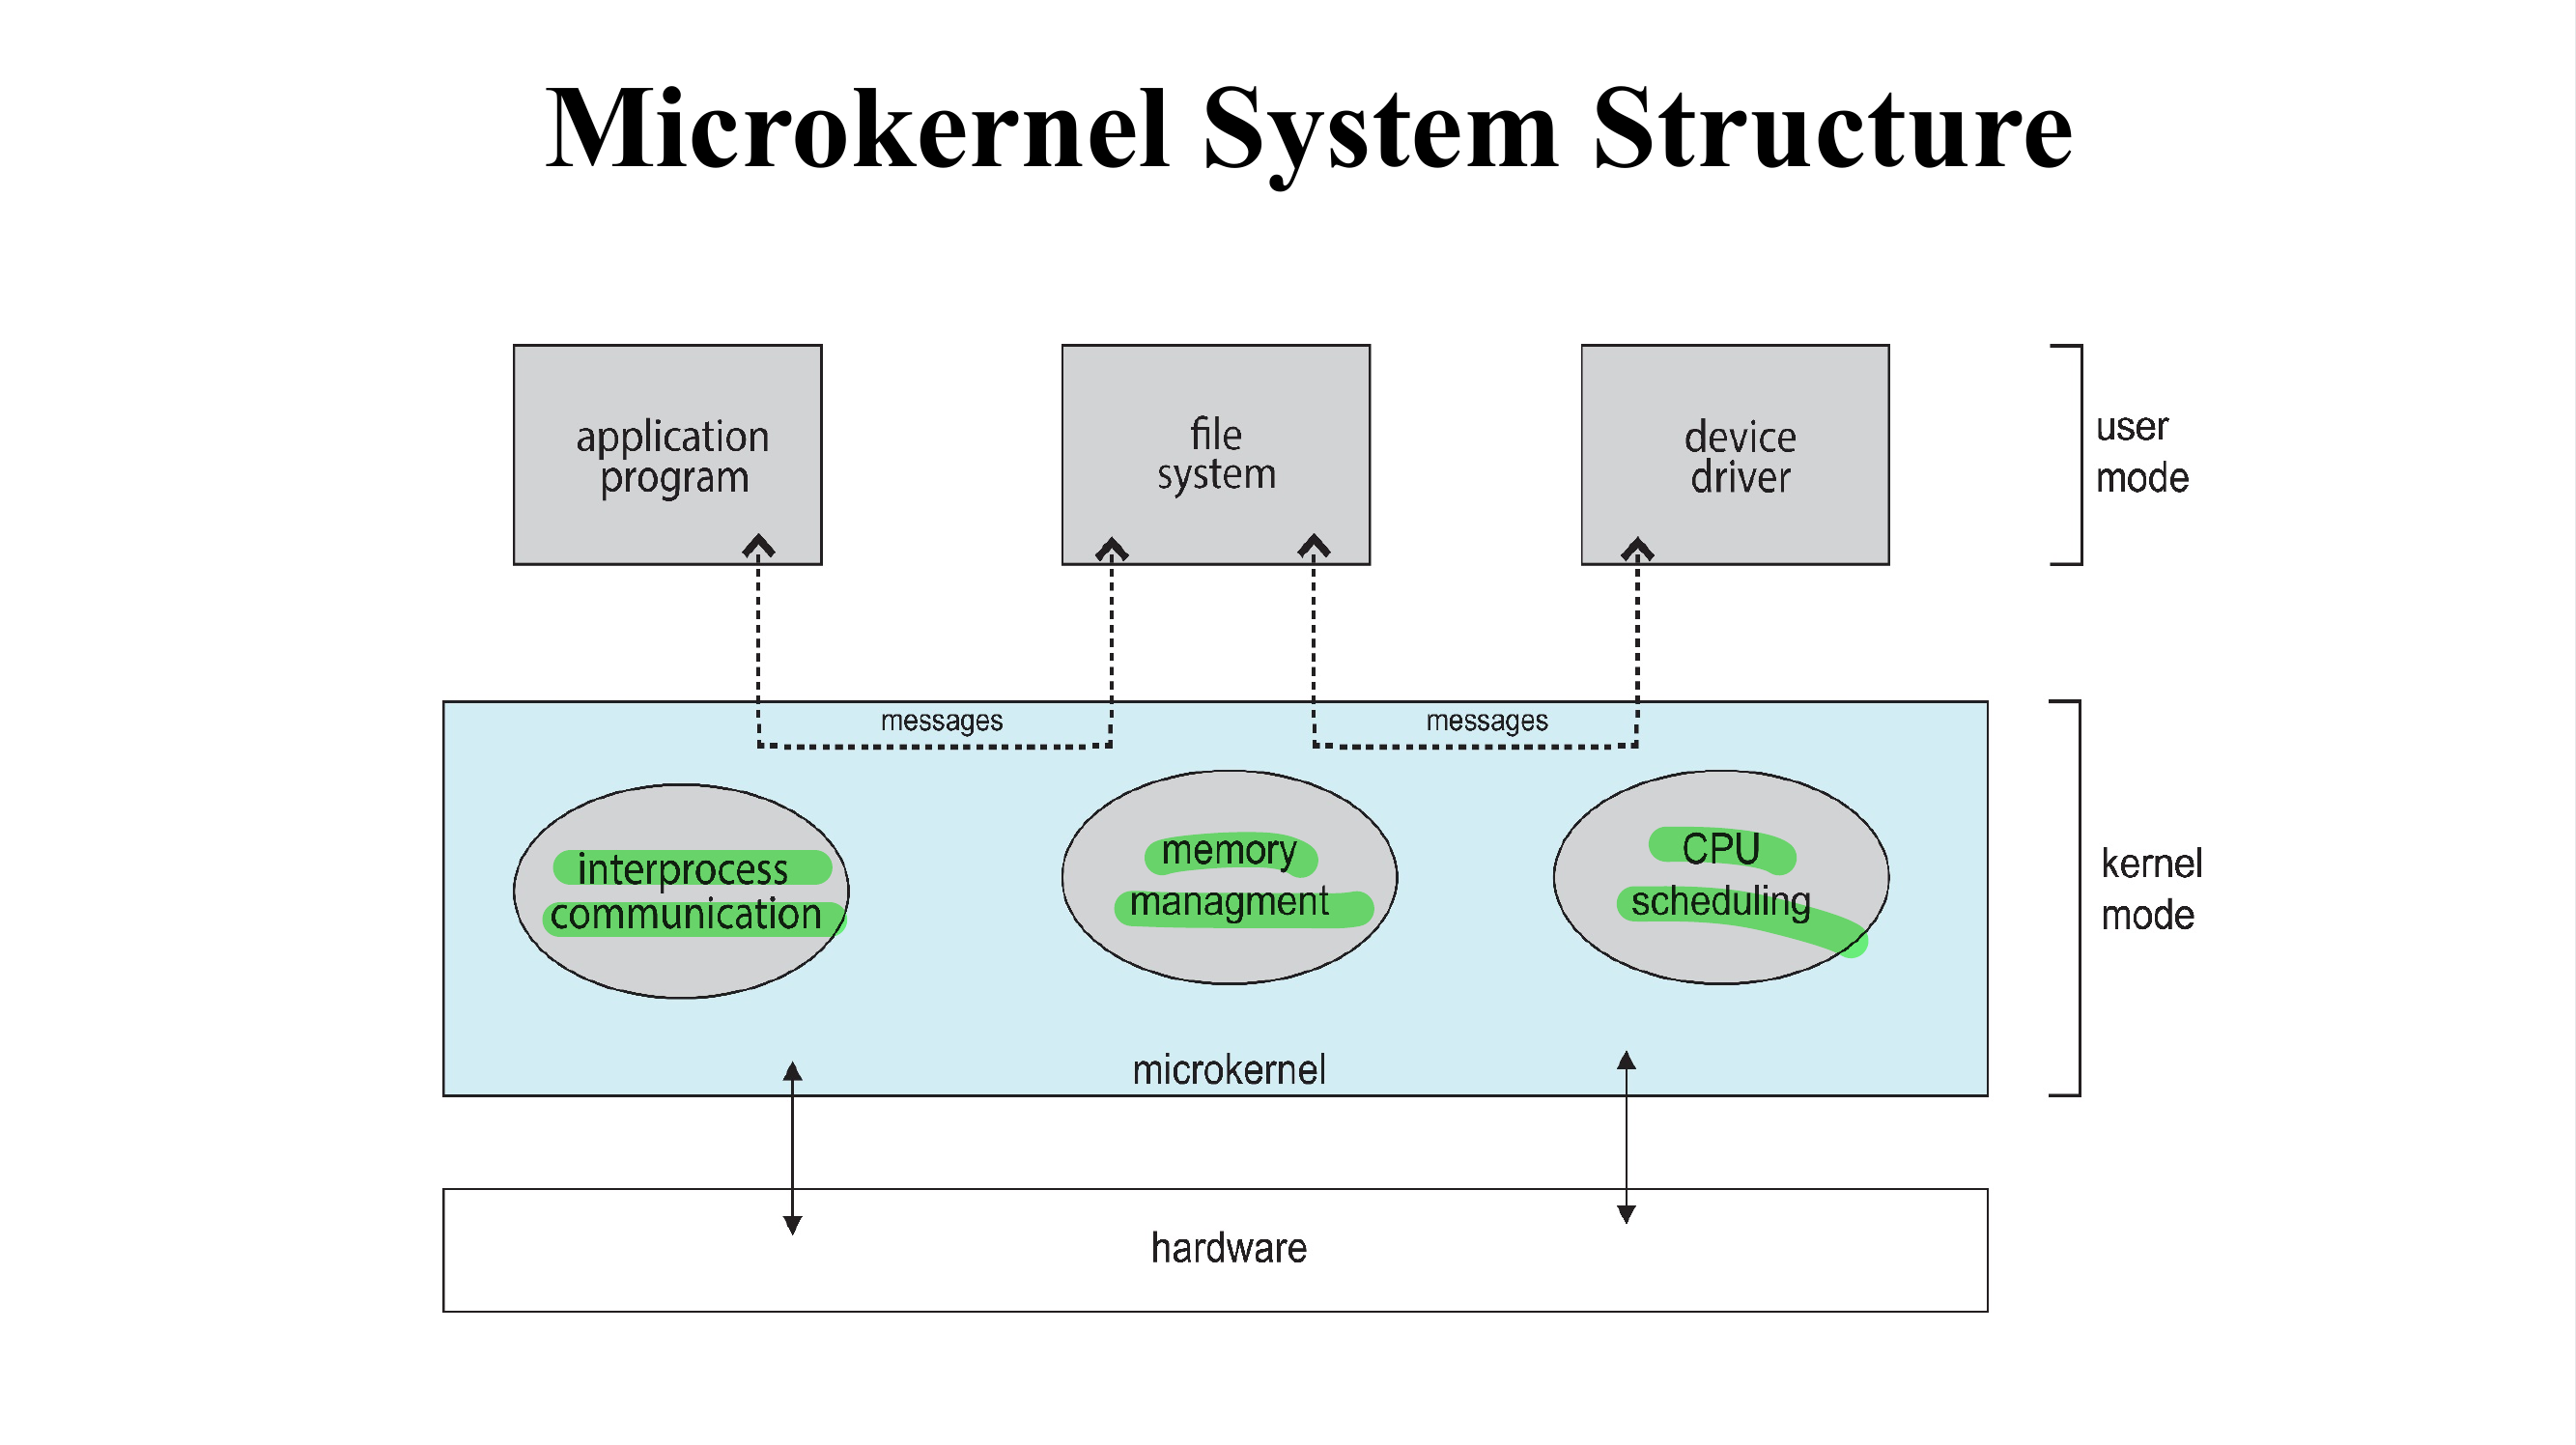 Microkernel System Structure
application
program
file
system
device
driver
user
mode
messages
messages
interprocess
communication
memory
managment
CPU
scheduling
kernel
mode
microkernel
hardware